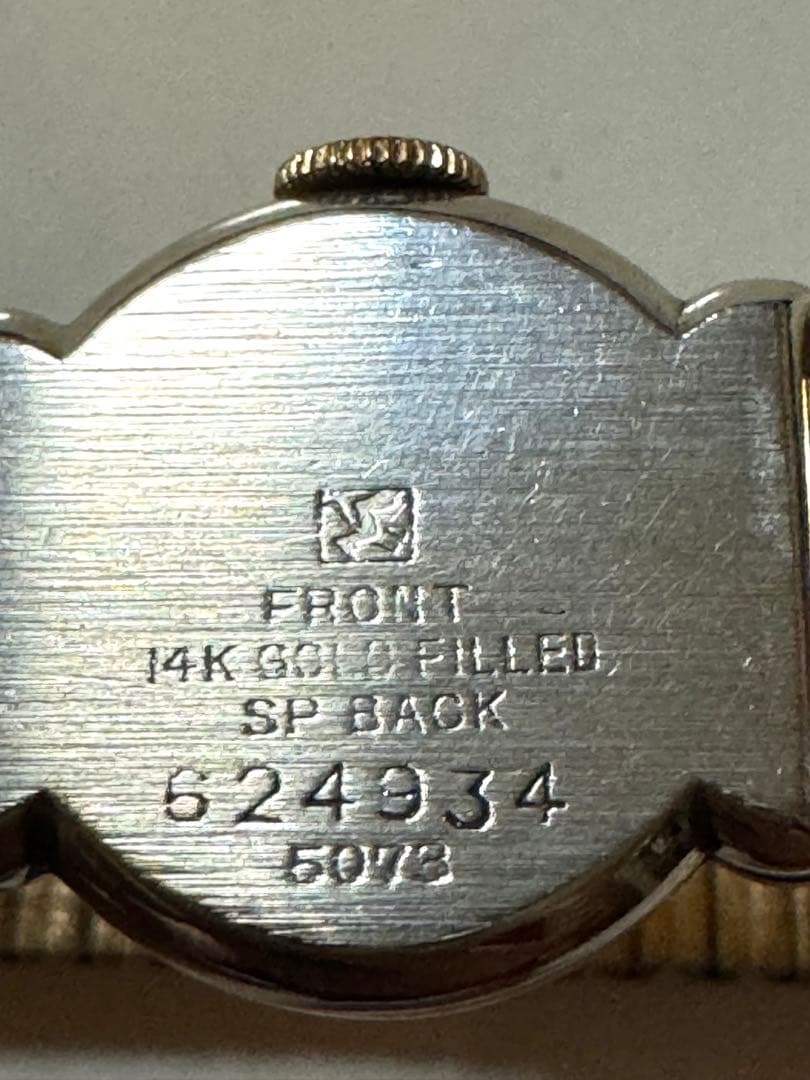 FRONT
14K GOLD FILLED
SP BACK
624934
5073